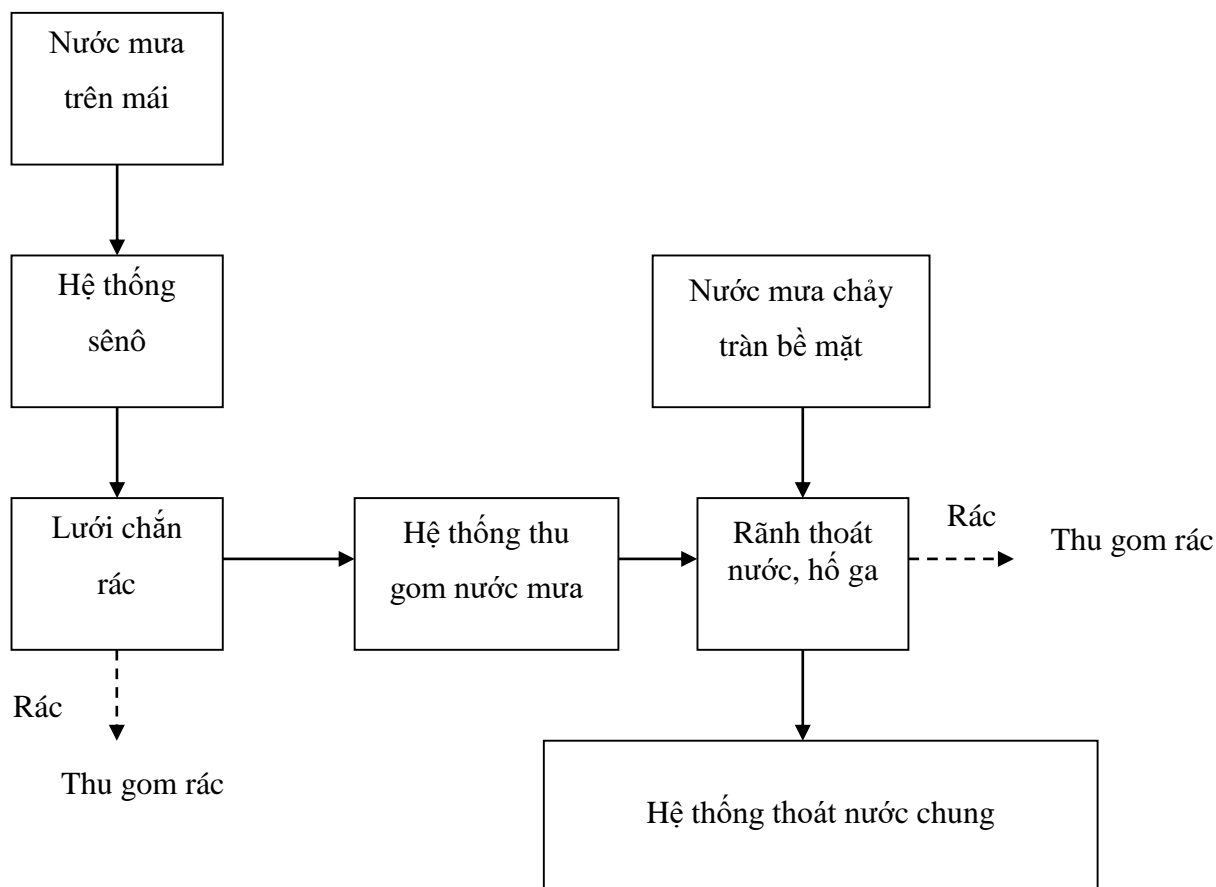 Nước mưa
trên mái
Hệ thống
sênô
Nước mưa chảy
tràn bề mặt
Lưới chắn
rác
Hệ thống thu
gom nước mưa
Rãnh thoát
nước, hố ga
Rác
Thu gom rác
Rác
Thu gom rác
Hệ thống thoát nước chung